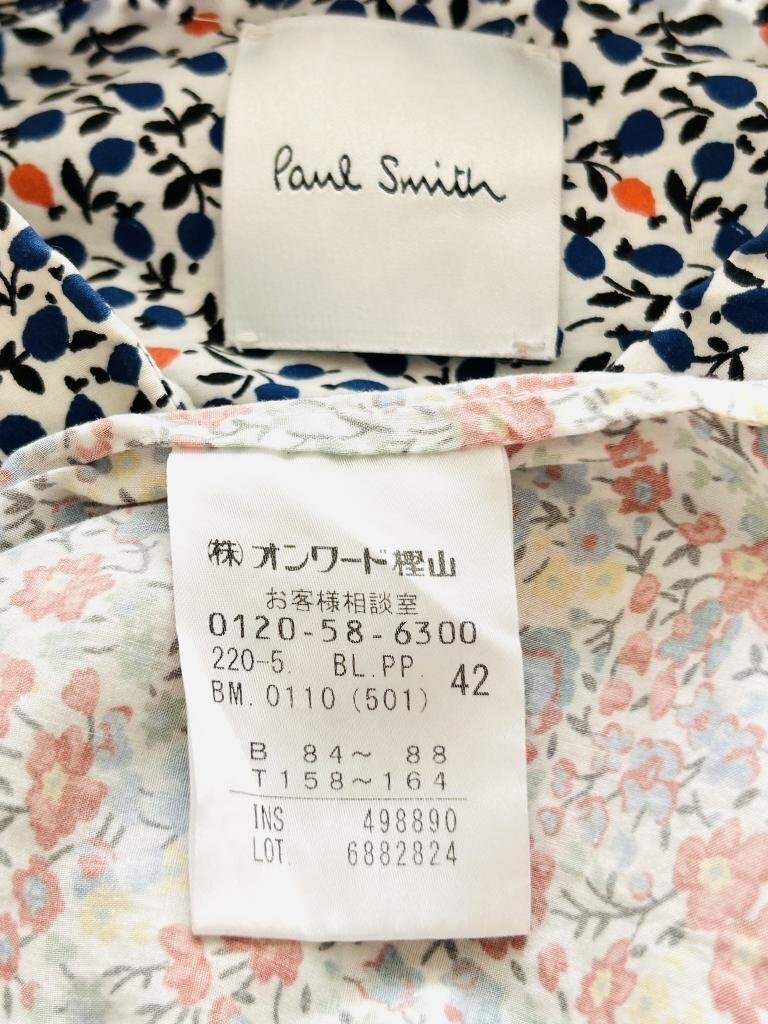 Paul Smith
㈱オンワード樫山
お客様相談室
0120-58-6300
220-5. BL.PP. 42
BM.0110 (501)
B 84～ 88
T 158～164
INS 498890
LOT. 6882824